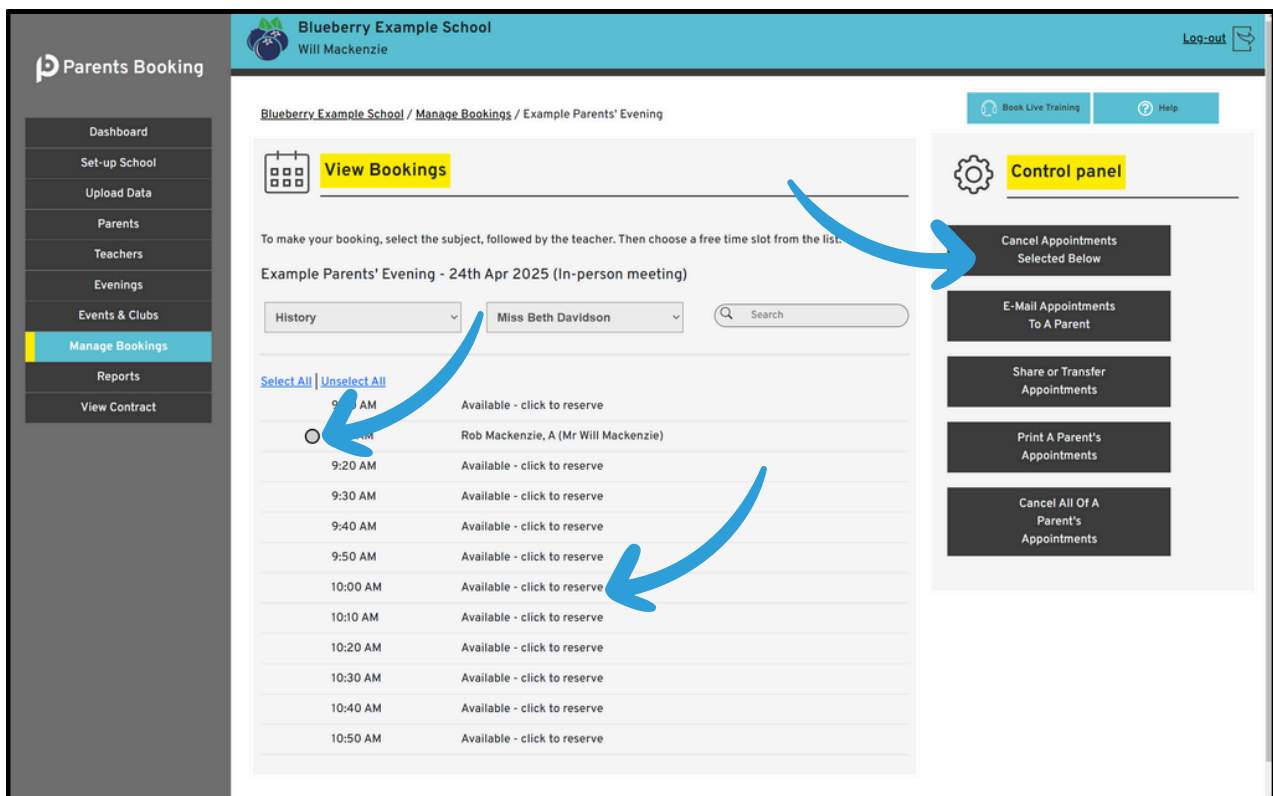 Blueberry Example School
Will Mackenzie
Log-out
Parents Booking
Dashboard
Set-up School
Upload Data
Parents
Teachers
Evenings
Events & Clubs
Manage Bookings
Reports
View Contract
Blueberry Example School / Manage Bookings / Example Parents' Evening
Book Live Training
Help
View Bookings
To make your booking, select the subject, followed by the teacher. Then choose a free time slot from the list.
Example Parents' Evening - 24th Apr 2025 (In-person meeting)
History
Miss Beth Davidson
Search
Select All | Unselect All
AM Available - click to reserve
AM Rob Mackenzie, A (Mr Will Mackenzie)
9:20 AM Available - click to reserve
9:30 AM Available - click to reserve
9:40 AM Available - click to reserve
9:50 AM Available - click to reserve
10:00 AM Available - click to reserve
10:10 AM Available - click to reserve
10:20 AM Available - click to reserve
10:30 AM Available - click to reserve
10:40 AM Available - click to reserve
10:50 AM Available - click to reserve
Control panel
Cancel Appointments
Selected Below
E-Mail Appointments
To A Parent
Share or Transfer
Appointments
Print A Parent's
Appointments
Cancel All Of A
Parent's
Appointments